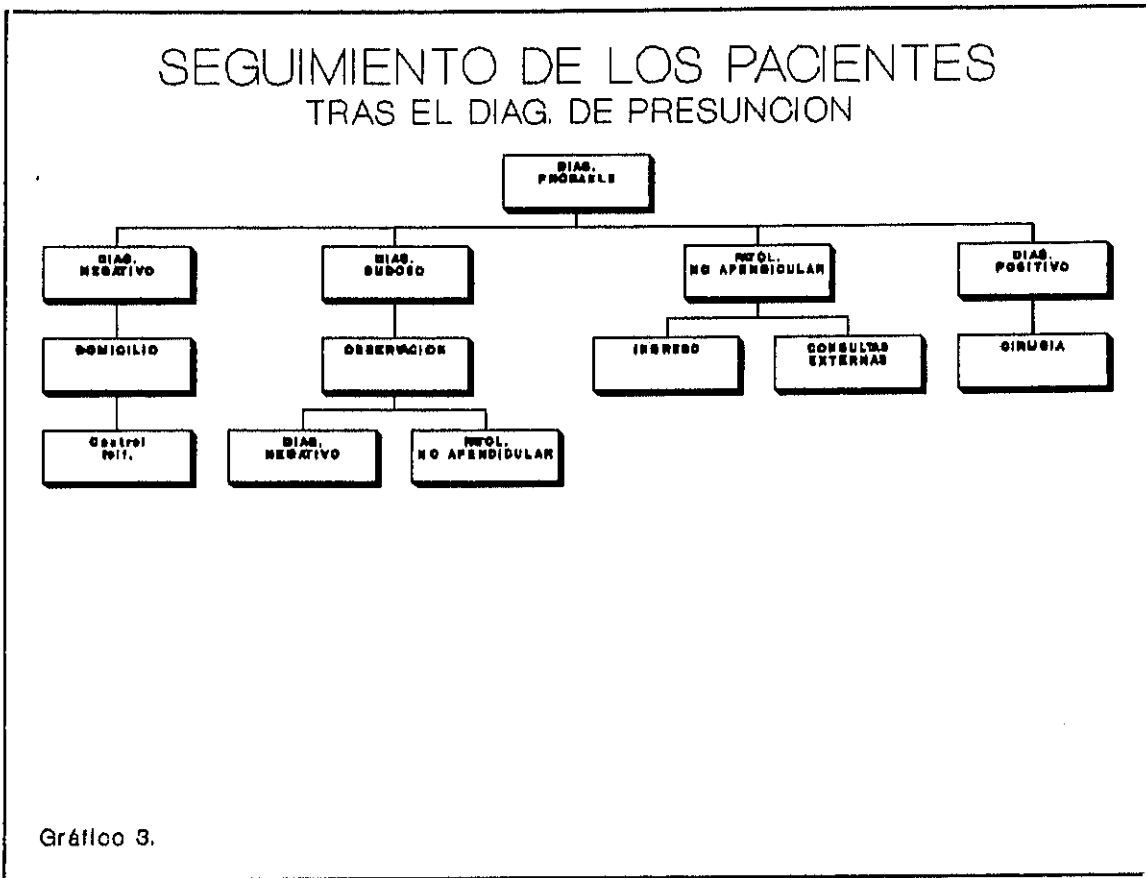 SEGUIMIENTO DE LOS PACIENTES
TRAS EL DIAG. DE PRESUNCION
DIAG.
PROBABLE
DIAG.
NEGATIVO
DIAG.
DUDOSO
PATOL.
NO APENDICULAR
DIAG.
POSITIVO
DOMICILIO
OBSERVACION
INGRESO
CONSULTAS
EXTERNAS
CIRUGIA
Control
telf.
DIAG.
NEGATIVO
PATOL.
NO APENDIDULAR
Gráfico 3.